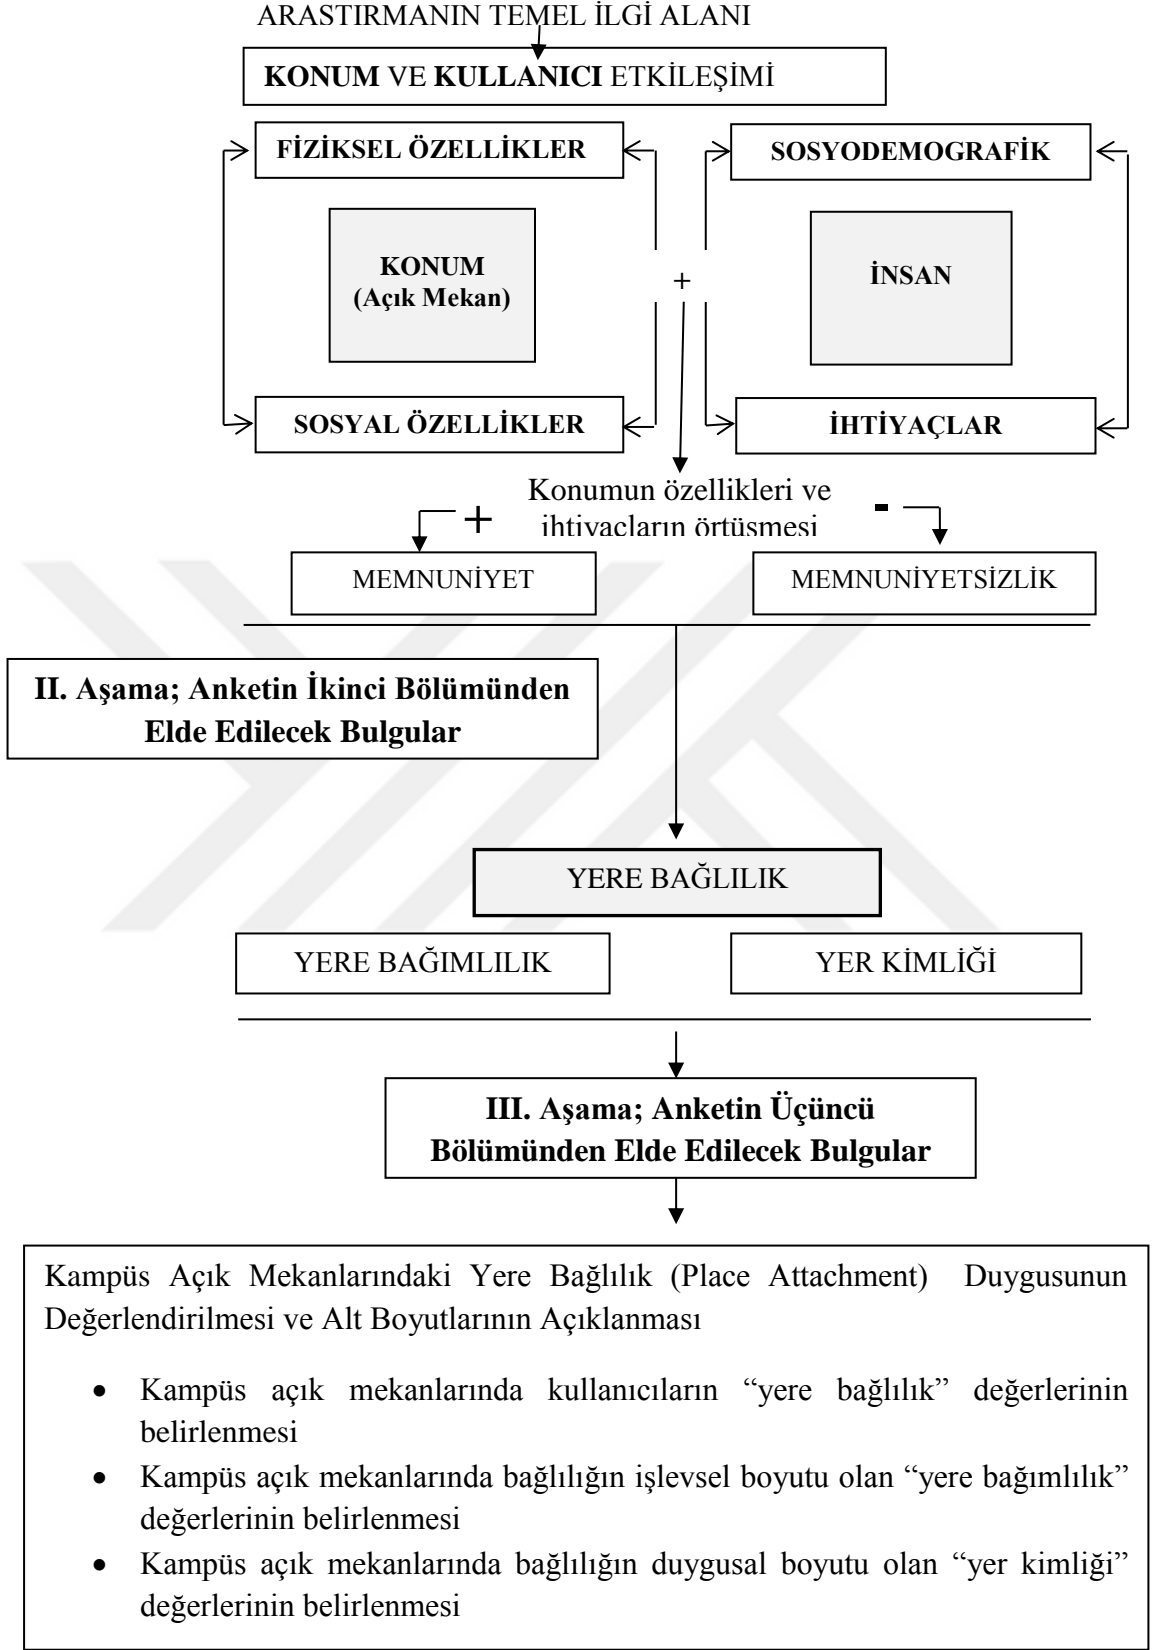 ARASTIRMANIN TEMEL İLGİ ALANI
KONUM VE KULLANICI ETKİLEŞİMİ
FİZİKSEL ÖZELLİKLER
SOSYODEMOGRAFİK
KONUM
(Açık Mekan)
+
İNSAN
SOSYAL ÖZELLİKLER
İHTİYAÇLAR
Konumun özellikleri ve
ihtiyaçların örtüşmesi
+
-
MEMNUNİYET
MEMNUNİYETSİZLİK
II. Aşama; Anketin İkinci Bölümünden
Elde Edilecek Bulgular
YERE BAĞLILIK
YERE BAĞIMLILIK
YER KİMLİĞİ
III. Aşama; Anketin Üçüncü
Bölümünden Elde Edilecek Bulgular
Kampüs Açık Mekanlarındaki Yere Bağlılık (Place Attachment) Duygusunun
Değerlendirilmesi ve Alt Boyutlarının Açıklanması
• Kampüs açık mekanlarında kullanıcıların “yere bağlılık” değerlerinin
belirlenmesi
• Kampüs açık mekanlarında bağlılığın işlevsel boyutu olan “yere bağımlılık”
değerlerinin belirlenmesi
• Kampüs açık mekanlarında bağlılığın duygusal boyutu olan “yer kimliği”
değerlerinin belirlenmesi